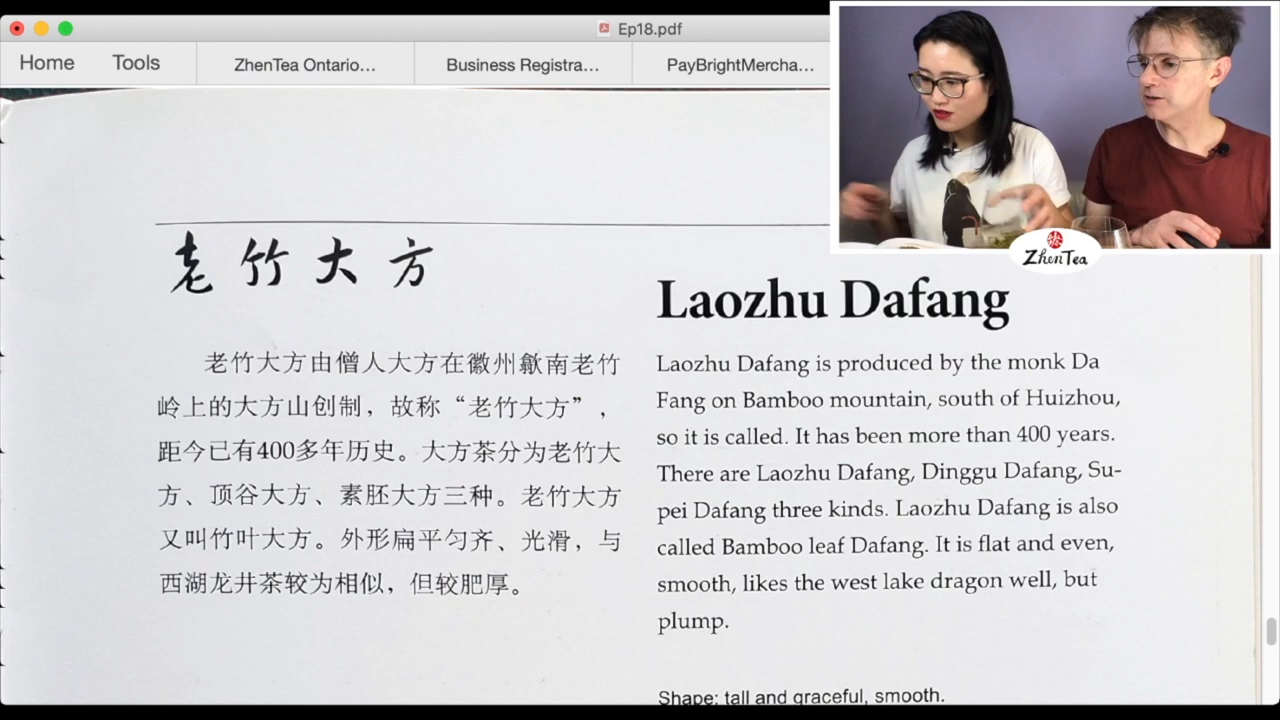 Ep18.pdf
Home
Tools
ZhenTea Ontario...
Business Registra...
PayBrightMercha...
ZhenTea
老竹大方
老竹大方由僧人大方在徽州歙南老竹
岭上的大方山创制，故称“老竹大方”，
距今已有400多年历史。大方茶分为老竹大
方、顶谷大方、素胚大方三种。老竹大方
又叫竹叶大方。外形扁平匀齐、光滑，与
西湖龙井茶较为相似，但较肥厚。
Laozhu Dafang
Laozhu Dafang is produced by the monk Da
Fang on Bamboo mountain, south of Huizhou,
so it is called. It has been more than 400 years.
There are Laozhu Dafang, Dinggu Dafang, Su-
pei Dafang three kinds. Laozhu Dafang is also
called Bamboo leaf Dafang. It is flat and even,
smooth, likes the west lake dragon well, but
plump.
Shape: tall and graceful, smooth.